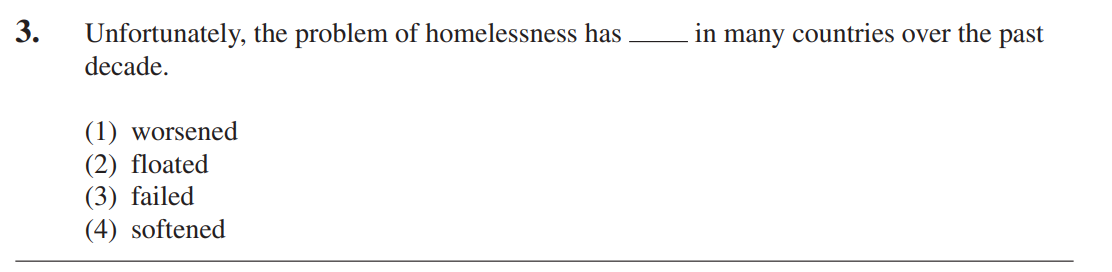 3. Unfortunately, the problem of homelessness has _____ in many countries over the past
decade.
(1) worsened
(2) floated
(3) failed
(4) softened